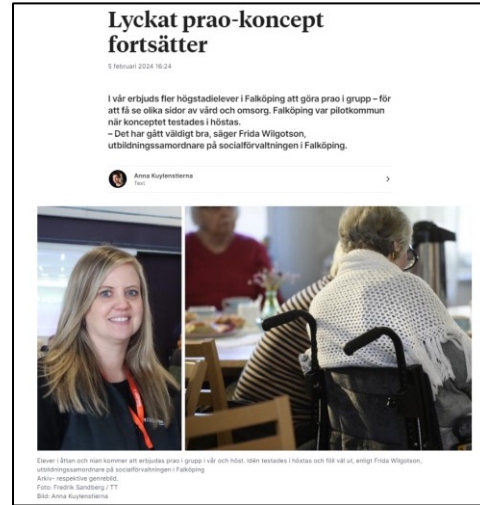 Lyckat prao-koncept
fortsätter
5 februari 2024 16:24
I vår erbjuds fler högstadielever i Falköping att göra prao i grupp – för
att få se olika sidor av vård och omsorg. Falköping var pilotkommun
när konceptet testades i höstas.
– Det har gått väldigt bra, säger Frida Wilgotson,
utbildningssamordnare på socialförvaltningen i Falköping.
Anna Kuylenstierna
Text
Elever i åttan och nian kommer att erbjudas prao i grupp i vår och höst. Idén testades i höstas och föll väl ut, enligt Frida Wilgotson,
utbildningssamordnare på socialförvaltningen i Falköping
Arkiv- respektive genrebild.
Foto: Fredrik Sandberg / TT
Bild: Anna Kuylenstierna